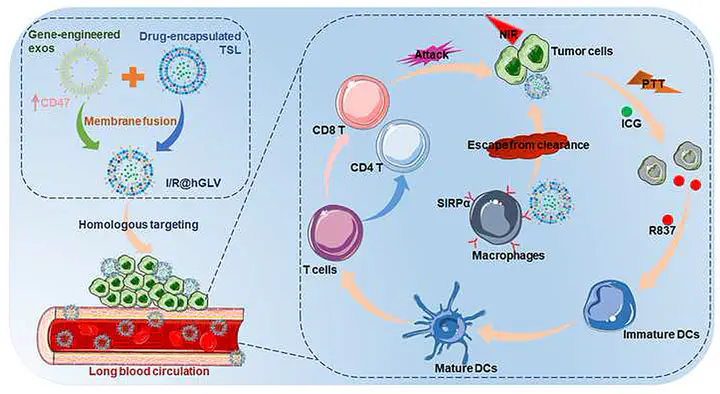 Gene-engineered
exos
Drug-encapsulated
TSL
CD47
Membrane fusion
I/R@hGLV
Homologous targeting
Long blood circulation
NIR
Attack
Tumor cells
PTT
ICG
CD8 T
CD4 T
Escape from clearance
SIRPα
Macrophages
R837
T cells
Immature DCs
Mature DCs